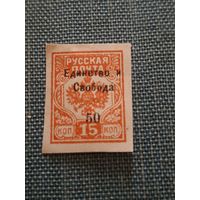 РУССКАЯ
ПОЧТА
Единство и
Свобода
50
КОП 15 КОП